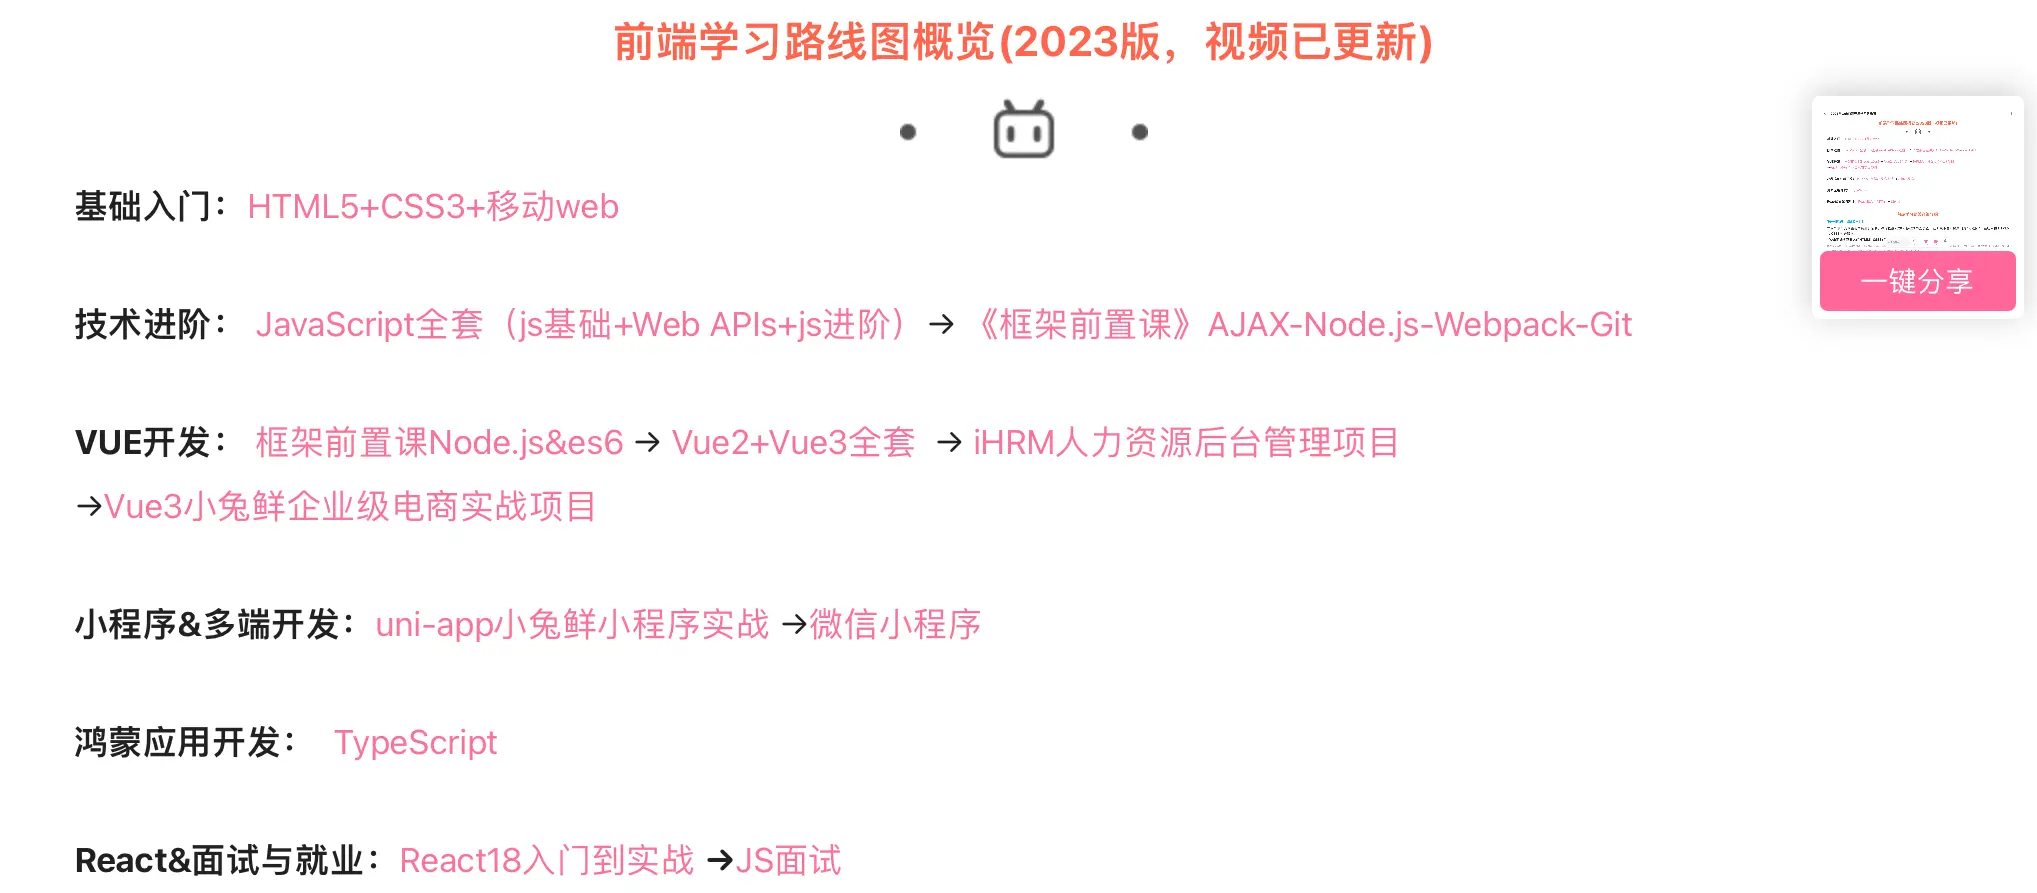 前端学习路线图概览(2023版，视频已更新)
基础入门：HTML5+CSS3+移动web
技术进阶： JavaScript全套（js基础+Web APIs+js进阶）→《框架前置课》AJAX-Node.js-Webpack-Git
VUE开发： 框架前置课Node.js&es6 → Vue2+Vue3全套 → iHRM人力资源后台管理项目
→Vue3小兔鲜企业级电商实战项目
小程序&多端开发：uni-app小兔鲜小程序实战 →微信小程序
鸿蒙应用开发： TypeScript
React&面试与就业：React18入门到实战 →JS面试
一键分享